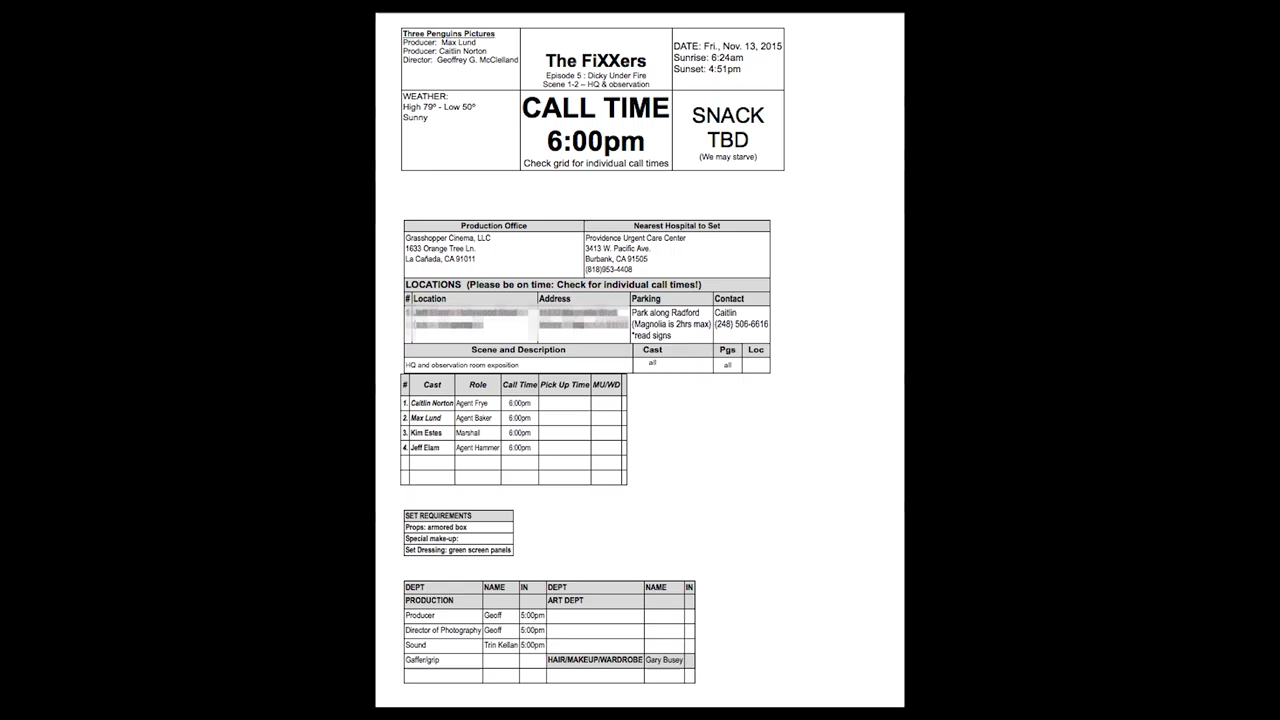 Three Penguins Pictures
Producer: Max Lund
Producer: Caitlin Norton
Director: Geoffrey G. McClelland
The FiXXers
Episode 5 : Dicky Under Fire
Scene 1-2 – HQ & observation
DATE: Fri., Nov. 13, 2015
Sunrise: 6:24am
Sunset: 4:51pm
WEATHER:
High 79º - Low 50º
Sunny
CALL TIME
6:00pm
Check grid for individual call times
SNACK
TBD
(We may starve)
Production Office Nearest Hospital to Set
Grasshopper Cinema, LLC
1633 Orange Tree Ln.
La Cañada, CA 91011
Providence Urgent Care Center
3413 W. Pacific Ave.
Burbank, CA 91505
(818)953-4408
LOCATIONS (Please be on time: Check for individual call times!)
# Location Address Parking Contact
Park along Radford
(Magnolia is 2hrs max)
*read signs
Caitlin
(248) 506-6616
Scene and Description Cast Pgs Loc
HQ and observation room exposition all all
# Cast Role Call Time Pick Up Time MU/WD
1. Caitlin Norton Agent Frye 6:00pm
2. Max Lund Agent Baker 6:00pm
3. Kim Estes Marshal 6:00pm
4. Jeff Elam Agent Hammer 6:00pm
SET REQUIREMENTS
Props: armored box
Special make-up:
Set Dressing: green screen panels
DEPT NAME IN DEPT NAME IN
PRODUCTION ART DEPT
Producer Geoff 5:00pm
Director of Photography Geoff 5:00pm
Sound Trin Kellan 5:00pm
Gaffer/grip HAIR/MAKEUP/WARDROBE Gary Busey